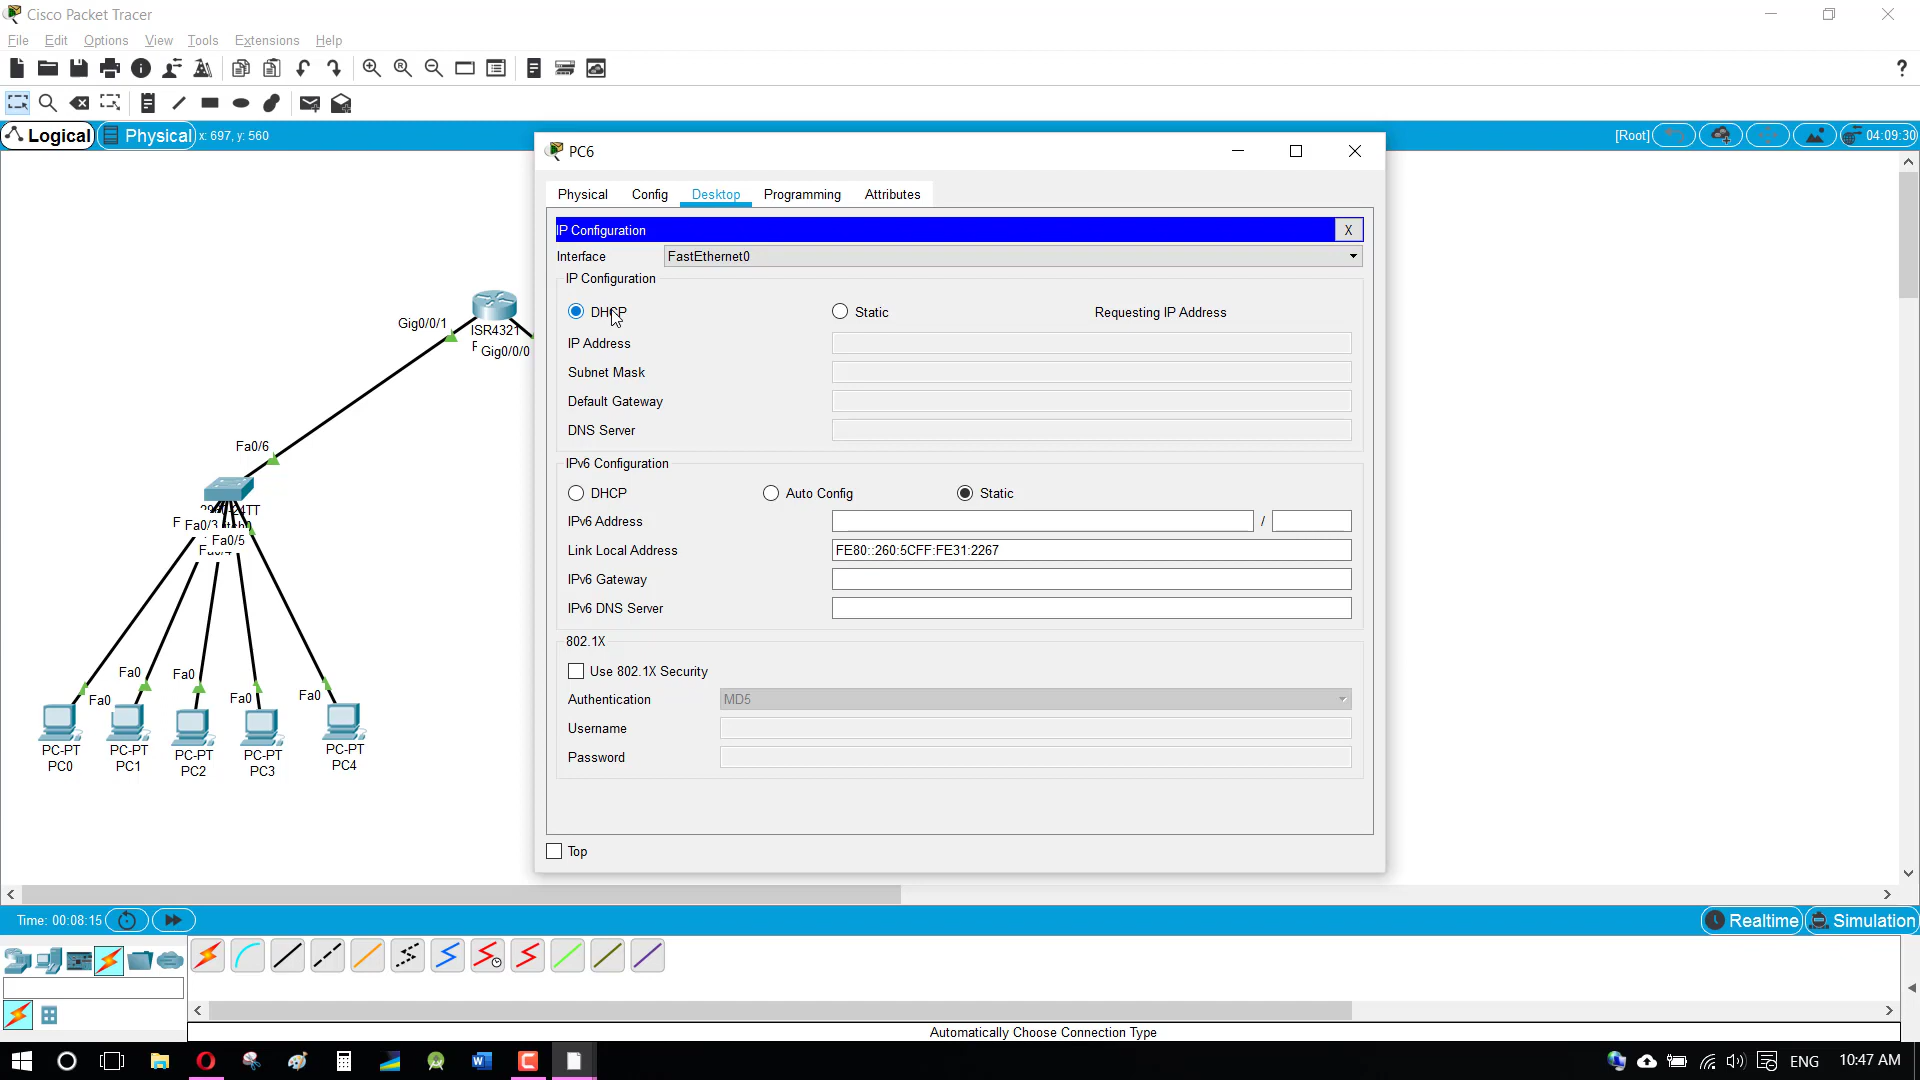 Cisco Packet Tracer
File Edit Options View Tools Extensions Help
?
Logical Physical x: 697, y: 560
[Root] 04:09:30
PC6
Physical Config Desktop Programming Attributes
IP Configuration X
Interface FastEthernet0
IP Configuration
DHCP Static Requesting IP Address
IP Address
Subnet Mask
Default Gateway
DNS Server
IPv6 Configuration
DHCP Auto Config Static
IPv6 Address /
Link Local Address FE80::260:5CFF:FE31:2267
IPv6 Gateway
IPv6 DNS Server
802.1X
Use 802.1X Security
Authentication MD5
Username
Password
Top
Gig0/0/1
ISR4321
Gig0/0/0
Fa0/6
Fa0/3
Fa0/5
Fa0 Fa0 Fa0 Fa0 Fa0
PC-PT
PC0
PC-PT
PC1
PC-PT
PC2
PC-PT
PC3
PC-PT
PC4
Time: 00:08:15
Realtime Simulation
Automatically Choose Connection Type
ENG 10:47 AM